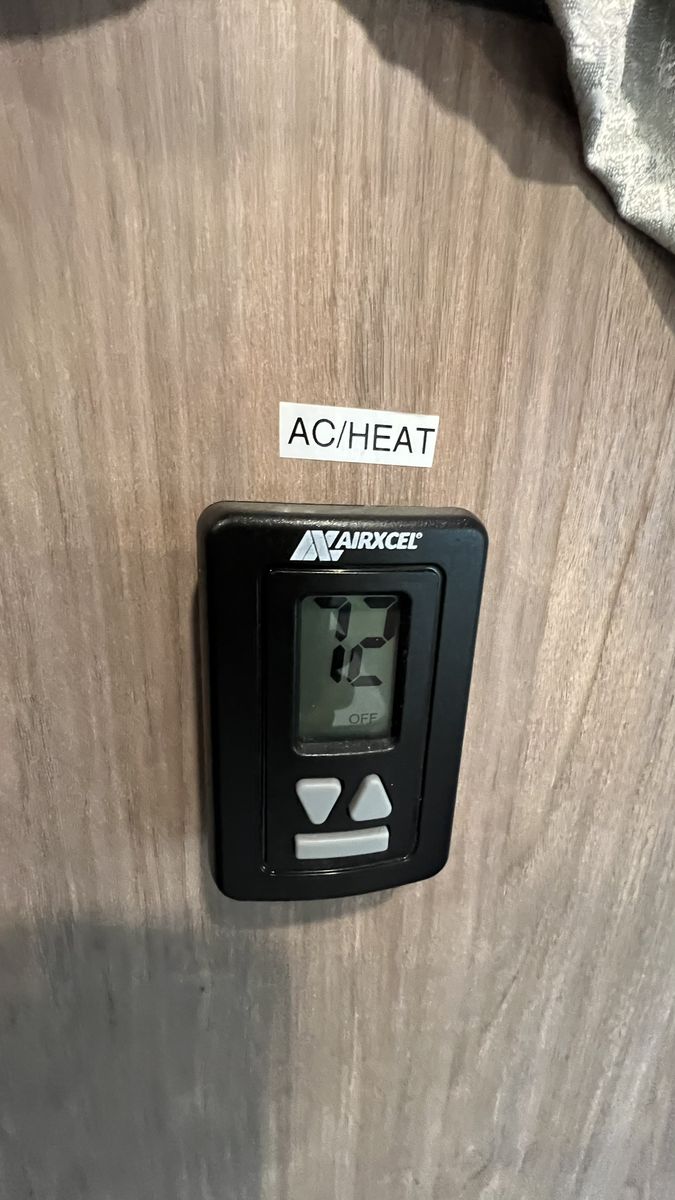 AC/HEAT
AIRXCEL®
72
OFF